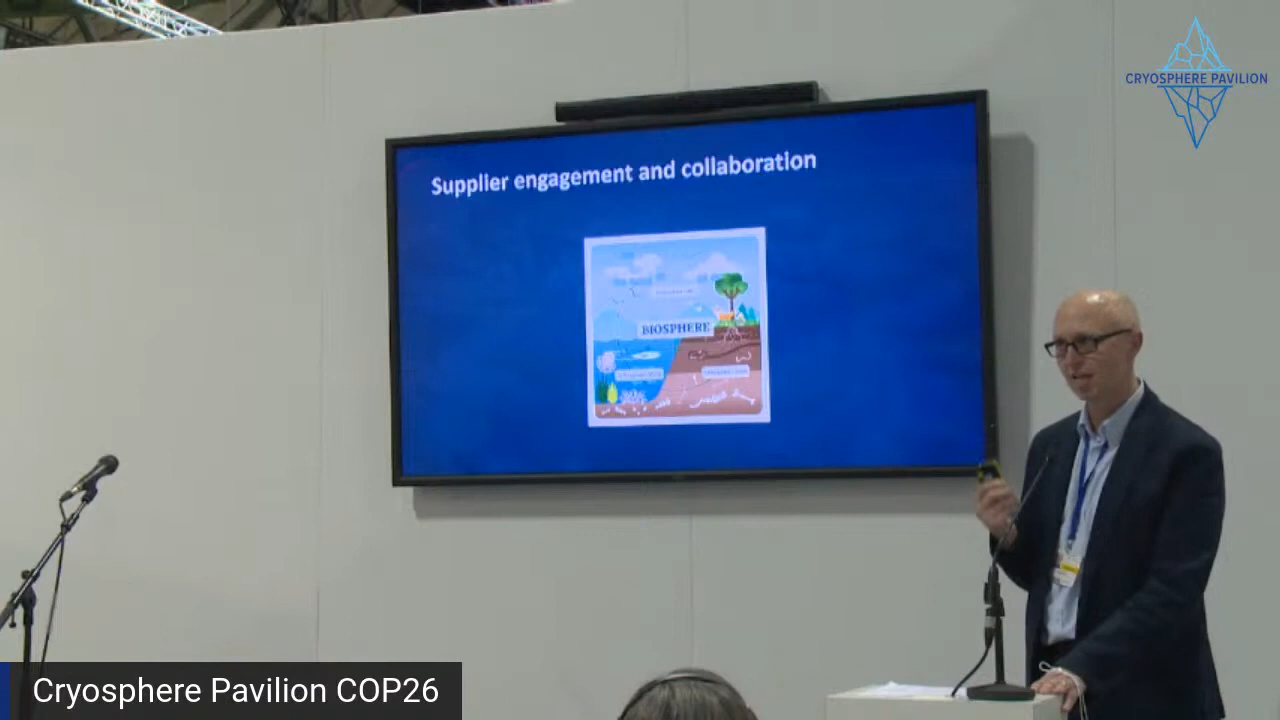 CRYOSPHERE PAVILION
Supplier engagement and collaboration
BIOSPHERE
Cryosphere Pavilion COP26